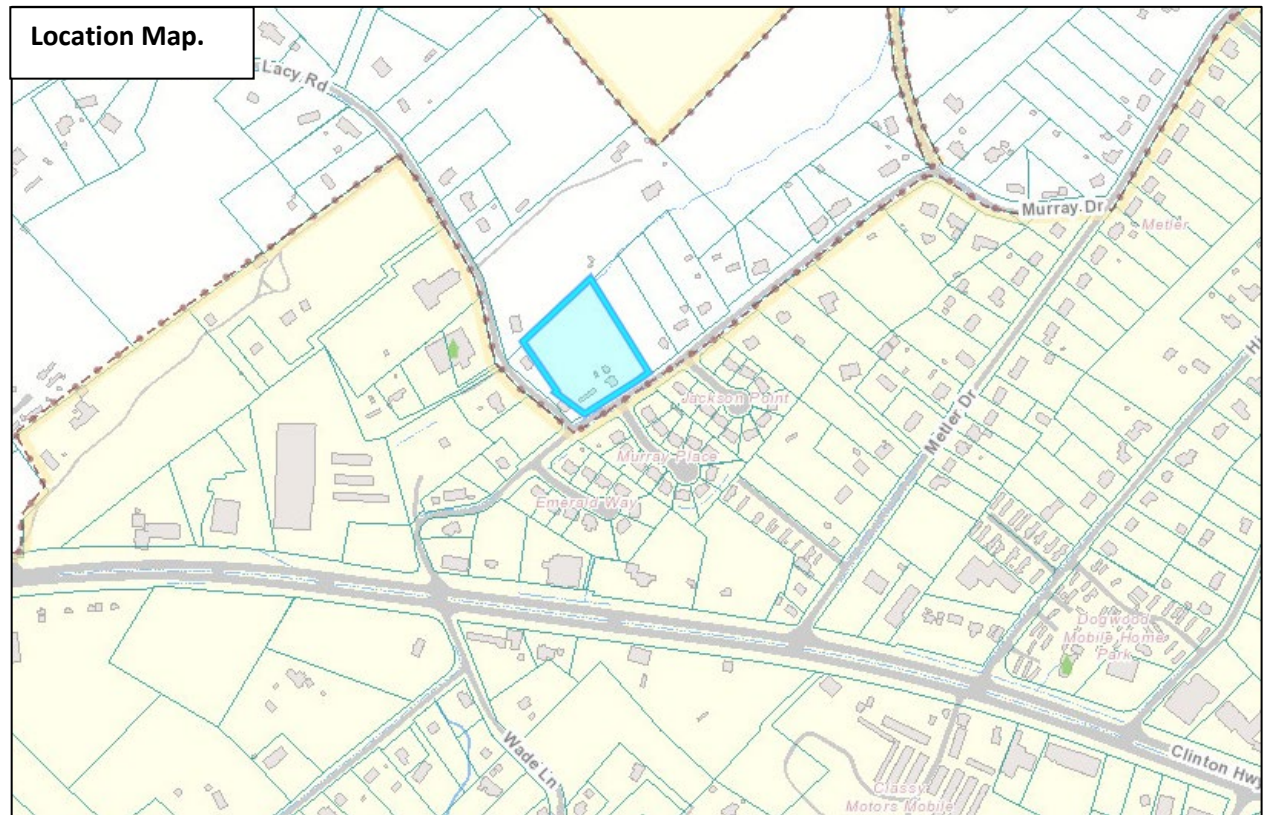 Location Map.
Lacy Rd
Murray Dr
Metler
Jackson Point
Metler Dr
Murray Place
Emerald Way
Dogwood
Mobile Home
Park
Wade Ln
Clinton Hwy
Classy
Motors Mobile